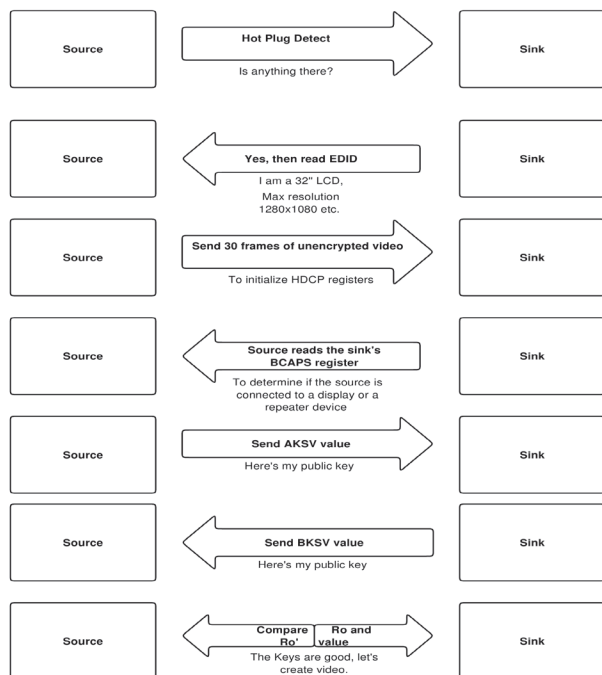 Source
Hot Plug Detect
Is anything there?
Sink
Source
Yes, then read EDID
I am a 32" LCD,
Max resolution
1280x1080 etc.
Sink
Source
Send 30 frames of unencrypted video
To initialize HDCP registers
Sink
Source
Source reads the sink's
BCAPS register
To determine if the source is
connected to a display or a
repeater device
Sink
Source
Send AKSV value
Here's my public key
Sink
Source
Send BKSV value
Here's my public key
Sink
Source
Compare Ro and
Ro' value
The Keys are good, let's
create video.
Sink